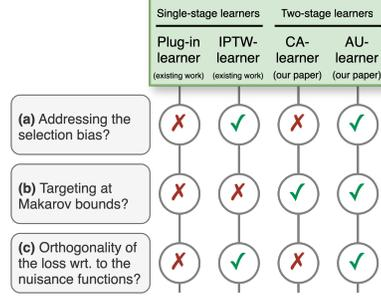 Single-stage learners Two-stage learners
Plug-in IPTW- CA- AU-
learner learner learner learner
(existing work) (existing work) (our paper) (our paper)
(a) Addressing the ✗ ✓ ✗ ✓
selection bias?
(b) Targeting at ✗ ✗ ✓ ✓
Makarov bounds?
(c) Orthogonality of ✗ ✓ ✗ ✓
the loss wrt. to the
nuisance functions?